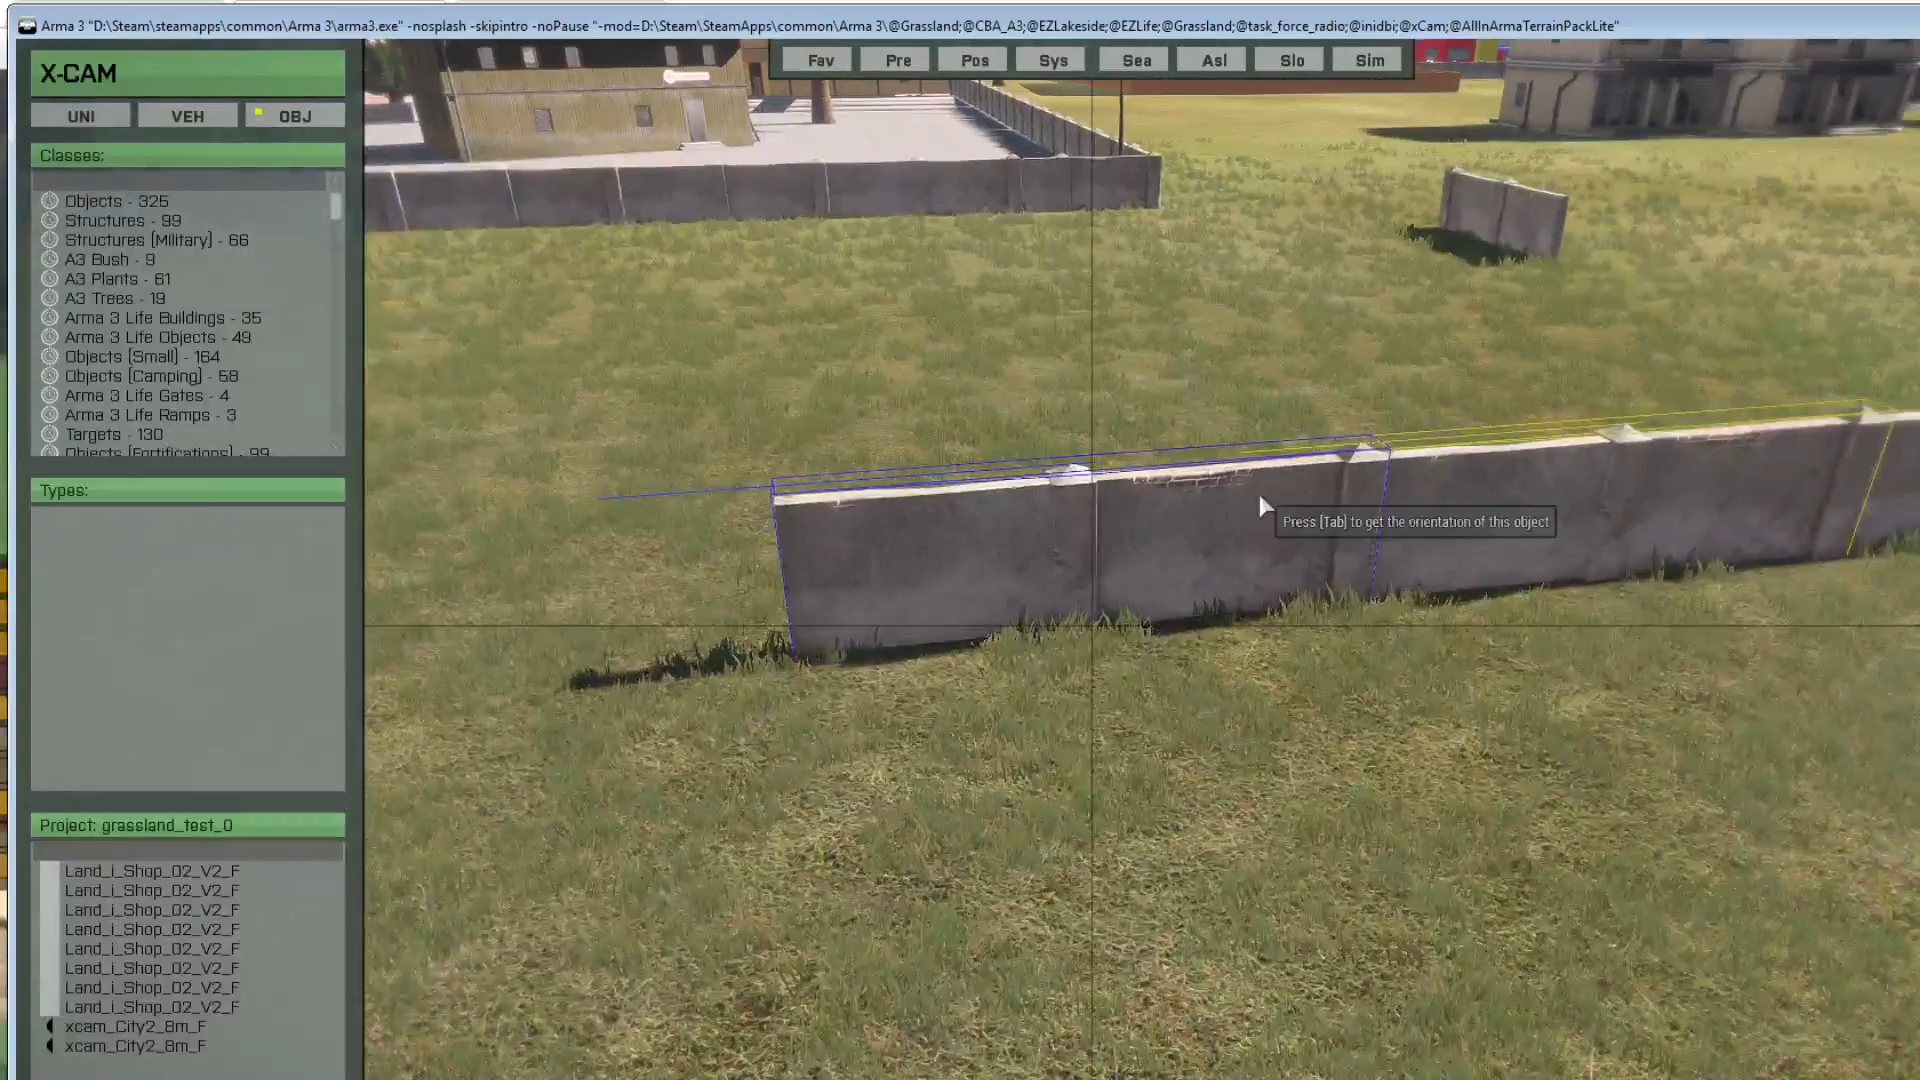 Arma 3 "D:\Steam\steamapps\common\Arma 3\arma3.exe" -nosplash -skipintro -noPause "-mod=D:\Steam\SteamApps\common\Arma 3\@Grassland;@CBA_A3;@EZLakeside;@EZLife;@Grassland;@task_force_radio;@inidbi;@xCam;@AllInArmaTerrainPackLite"
Fav Pre Pos Sys Sea Asl Slo Sim
X-CAM
UNI VEH OBJ
Classes:
Objects - 325
Structures - 99
Structures (Military) - 66
A3 Bush - 9
A3 Plants - 61
A3 Trees - 19
Arma 3 Life Buildings - 35
Arma 3 Life Objects - 49
Objects (Small) - 164
Objects (Camping) - 58
Arma 3 Life Gates - 4
Arma 3 Life Ramps - 3
Targets - 130
Objects (Fortifications) - 99
Press [Tab] to get the orientation of this object
Types:
Project: grassland_test_0
Land_i_Shop_02_V2_F
Land_i_Shop_02_V2_F
Land_i_Shop_02_V2_F
Land_i_Shop_02_V2_F
Land_i_Shop_02_V2_F
Land_i_Shop_02_V2_F
Land_i_Shop_02_V2_F
Land_i_Shop_02_V2_F
xcam_City2_8m_F
xcam_City2_8m_F